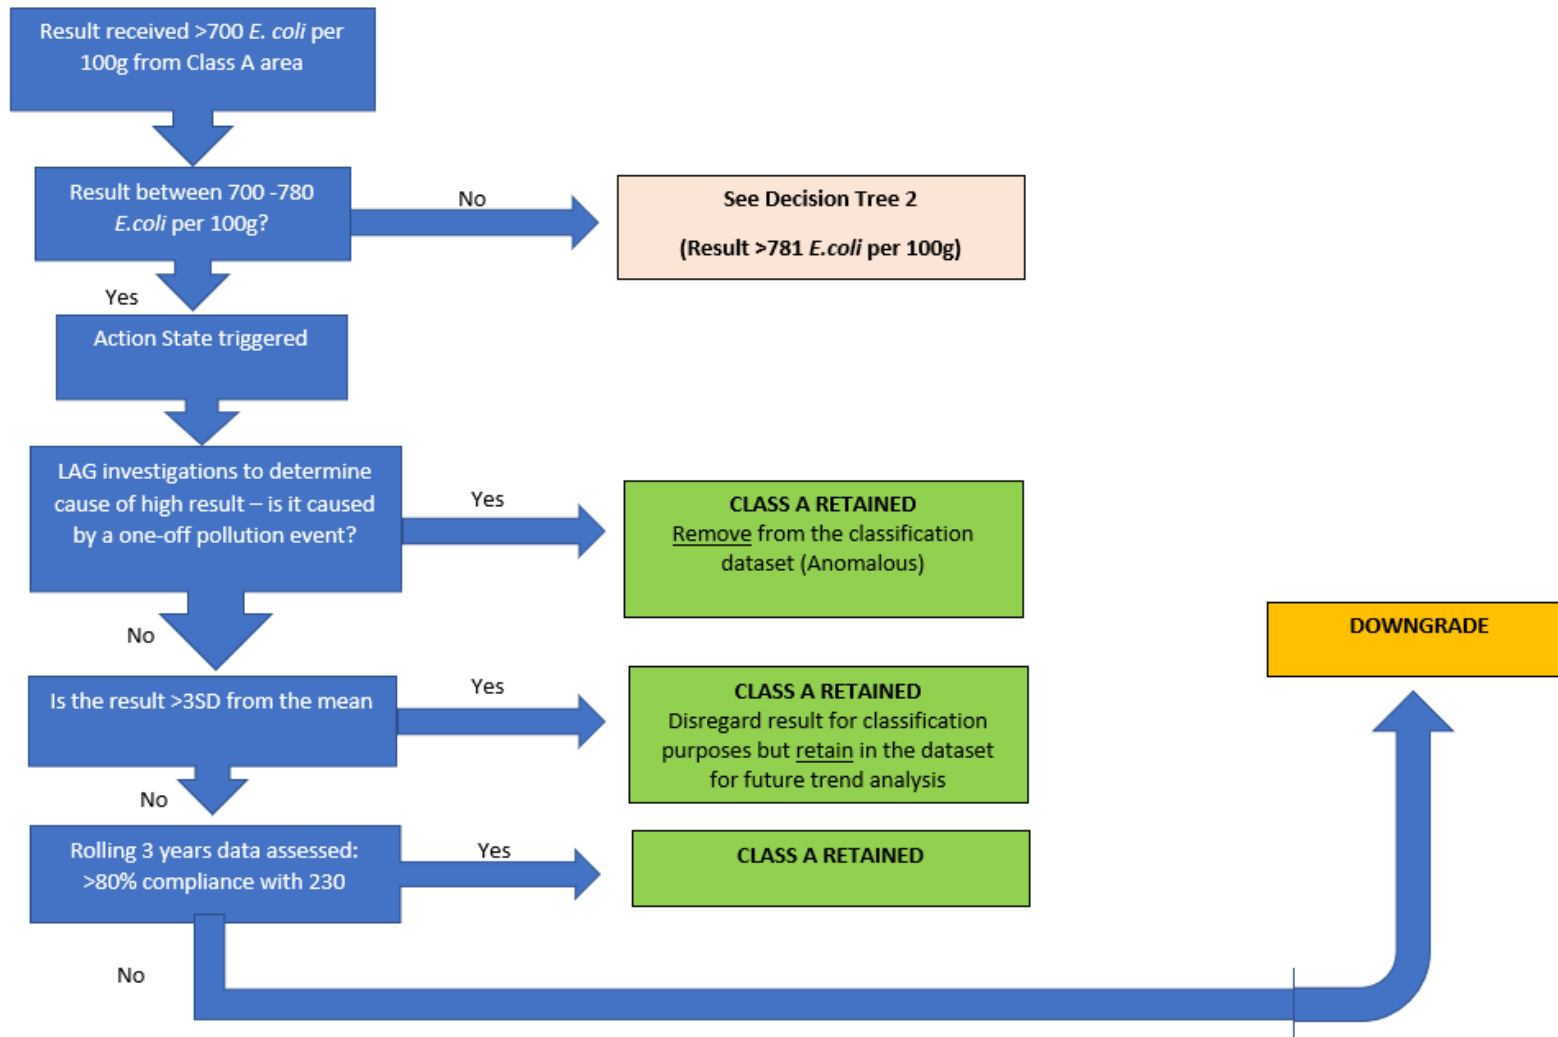 Result received >700 E. coli per
100g from Class A area
Result between 700 -780
E.coli per 100g?
No
See Decision Tree 2
(Result >781 E.coli per 100g)
Yes
Action State triggered
LAG investigations to determine
cause of high result – is it caused
by a one-off pollution event?
Yes
CLASS A RETAINED
Remove from the classification
dataset (Anomalous)
No
DOWNGRADE
Is the result >3SD from the mean
Yes
CLASS A RETAINED
Disregard result for classification
purposes but retain in the dataset
for future trend analysis
No
Rolling 3 years data assessed:
>80% compliance with 230
Yes
CLASS A RETAINED
No